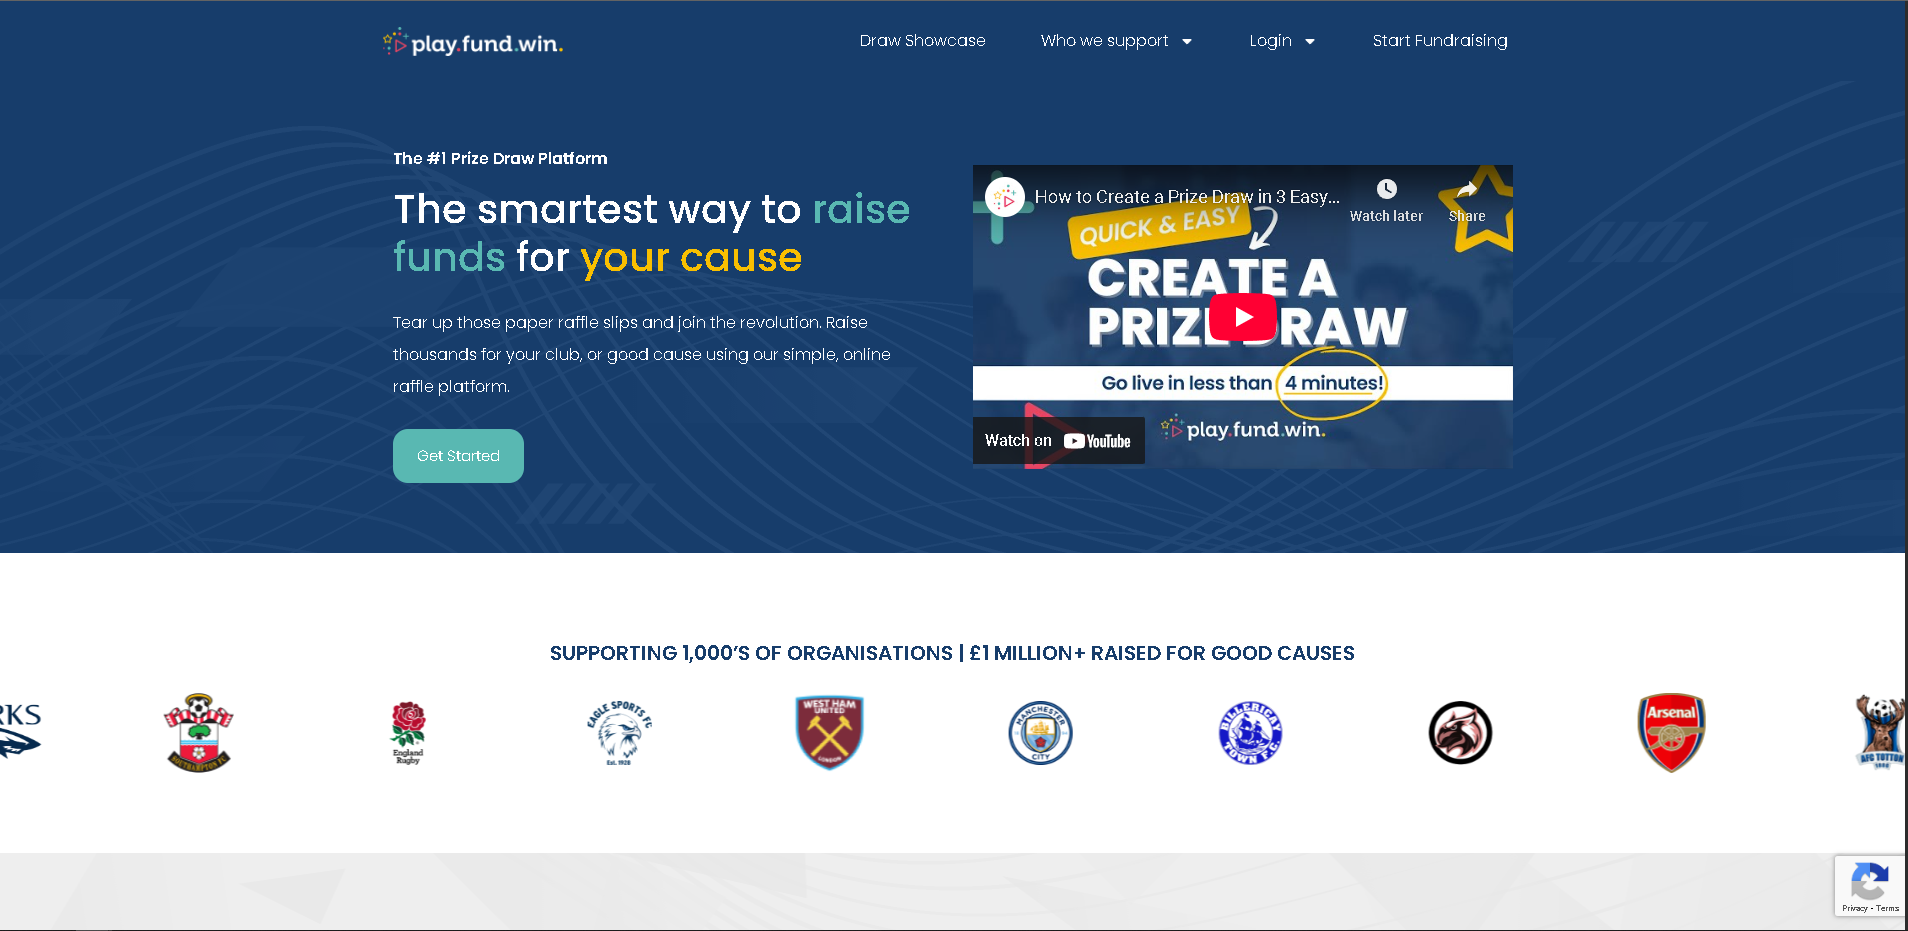 play.fund.win.
Draw Showcase
Who we support
Login
Start Fundraising
The #1 Prize Draw Platform
The smartest way to raise
funds for your cause
Tear up those paper raffle slips and join the revolution. Raise
thousands for your club, or good cause using our simple, online
raffle platform.
Get Started
How to Create a Prize Draw in 3 Easy...
Watch later
Share
QUICK & EASY
CREATE A
PRIZE DRAW
Go live in less than 4 minutes!
Watch on YouTube
play.fund.win.
SUPPORTING 1,000'S OF ORGANISATIONS | £1 MILLION+ RAISED FOR GOOD CAUSES
RKS
SOUTHAMPTON FC
England
Rugby
EAGLE SPORTS FC
Est. 1928
WEST HAM
UNITED
LONDON
MANCHESTER
CITY
BILLERICAY
TOWN F.C.
Arsenal
AFC TOTTON
Privacy - Terms